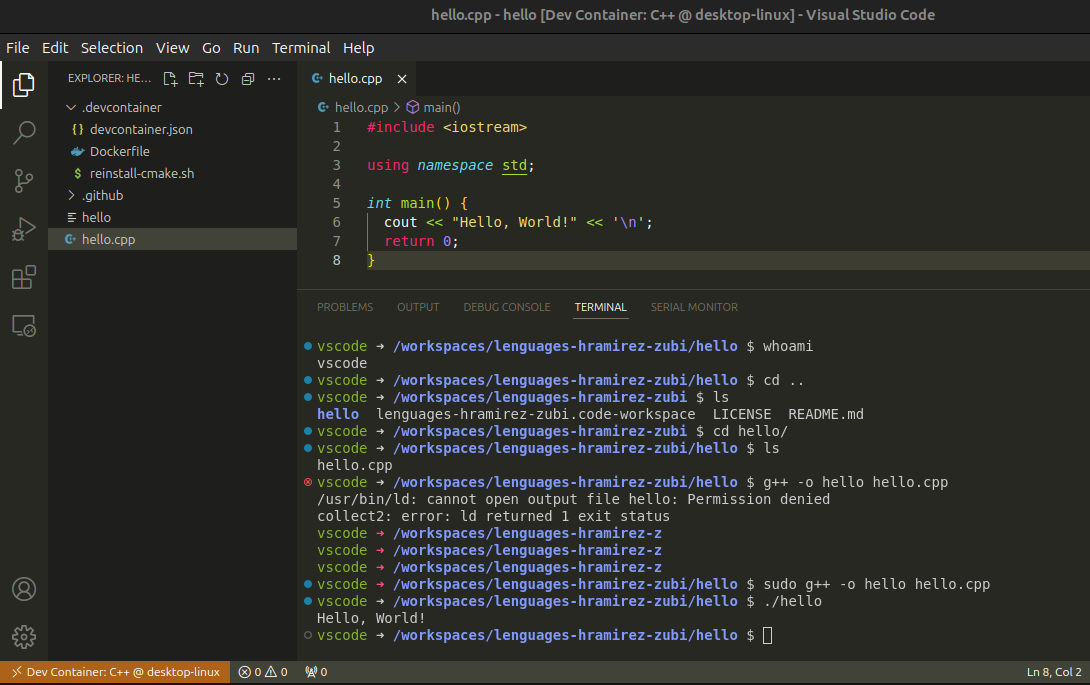 hello.cpp - hello [Dev Container: C++ @ desktop-linux] - Visual Studio Code
File Edit Selection View Go Run Terminal Help
EXPLORER: HE...
.devcontainer
{} devcontainer.json
Dockerfile
$ reinstall-cmake.sh
.github
hello
hello.cpp
hello.cpp
hello.cpp > main()
1 #include <iostream>
2
3 using namespace std;
4
5 int main() {
6 cout << "Hello, World!" << '\n';
7 return 0;
8 }
PROBLEMS OUTPUT DEBUG CONSOLE TERMINAL SERIAL MONITOR
vscode → /workspaces/lenguages-hramirez-zubi/hello $ whoami
vscode
vscode → /workspaces/lenguages-hramirez-zubi/hello $ cd ..
vscode → /workspaces/lenguages-hramirez-zubi $ ls
hello lenguages-hramirez-zubi.code-workspace LICENSE README.md
vscode → /workspaces/lenguages-hramirez-zubi $ cd hello/
vscode → /workspaces/lenguages-hramirez-zubi/hello $ ls
hello.cpp
vscode → /workspaces/lenguages-hramirez-zubi/hello $ g++ -o hello hello.cpp
/usr/bin/ld: cannot open output file hello: Permission denied
collect2: error: ld returned 1 exit status
vscode → /workspaces/lenguages-hramirez-z
vscode → /workspaces/lenguages-hramirez-z
vscode → /workspaces/lenguages-hramirez-z
vscode → /workspaces/lenguages-hramirez-zubi/hello $ sudo g++ -o hello hello.cpp
vscode → /workspaces/lenguages-hramirez-zubi/hello $ ./hello
Hello, World!
vscode → /workspaces/lenguages-hramirez-zubi/hello $
Dev Container: C++ @ desktop-linux 0 0 0 Ln 8, Col 2